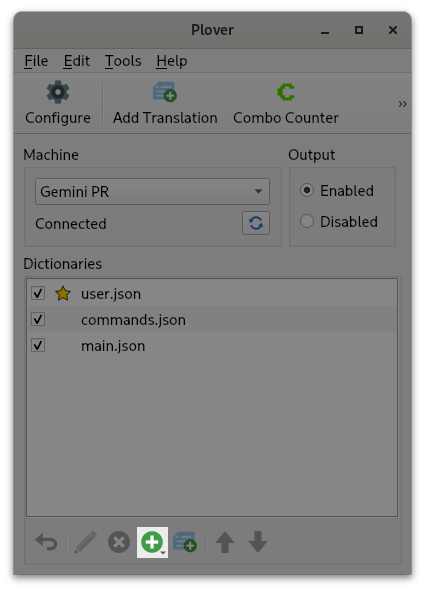 Plover
File Edit Tools Help
Configure Add Translation Combo Counter »
Machine Output
Gemini PR Enabled
Connected Disabled
Dictionaries
user.json
commands.json
main.json